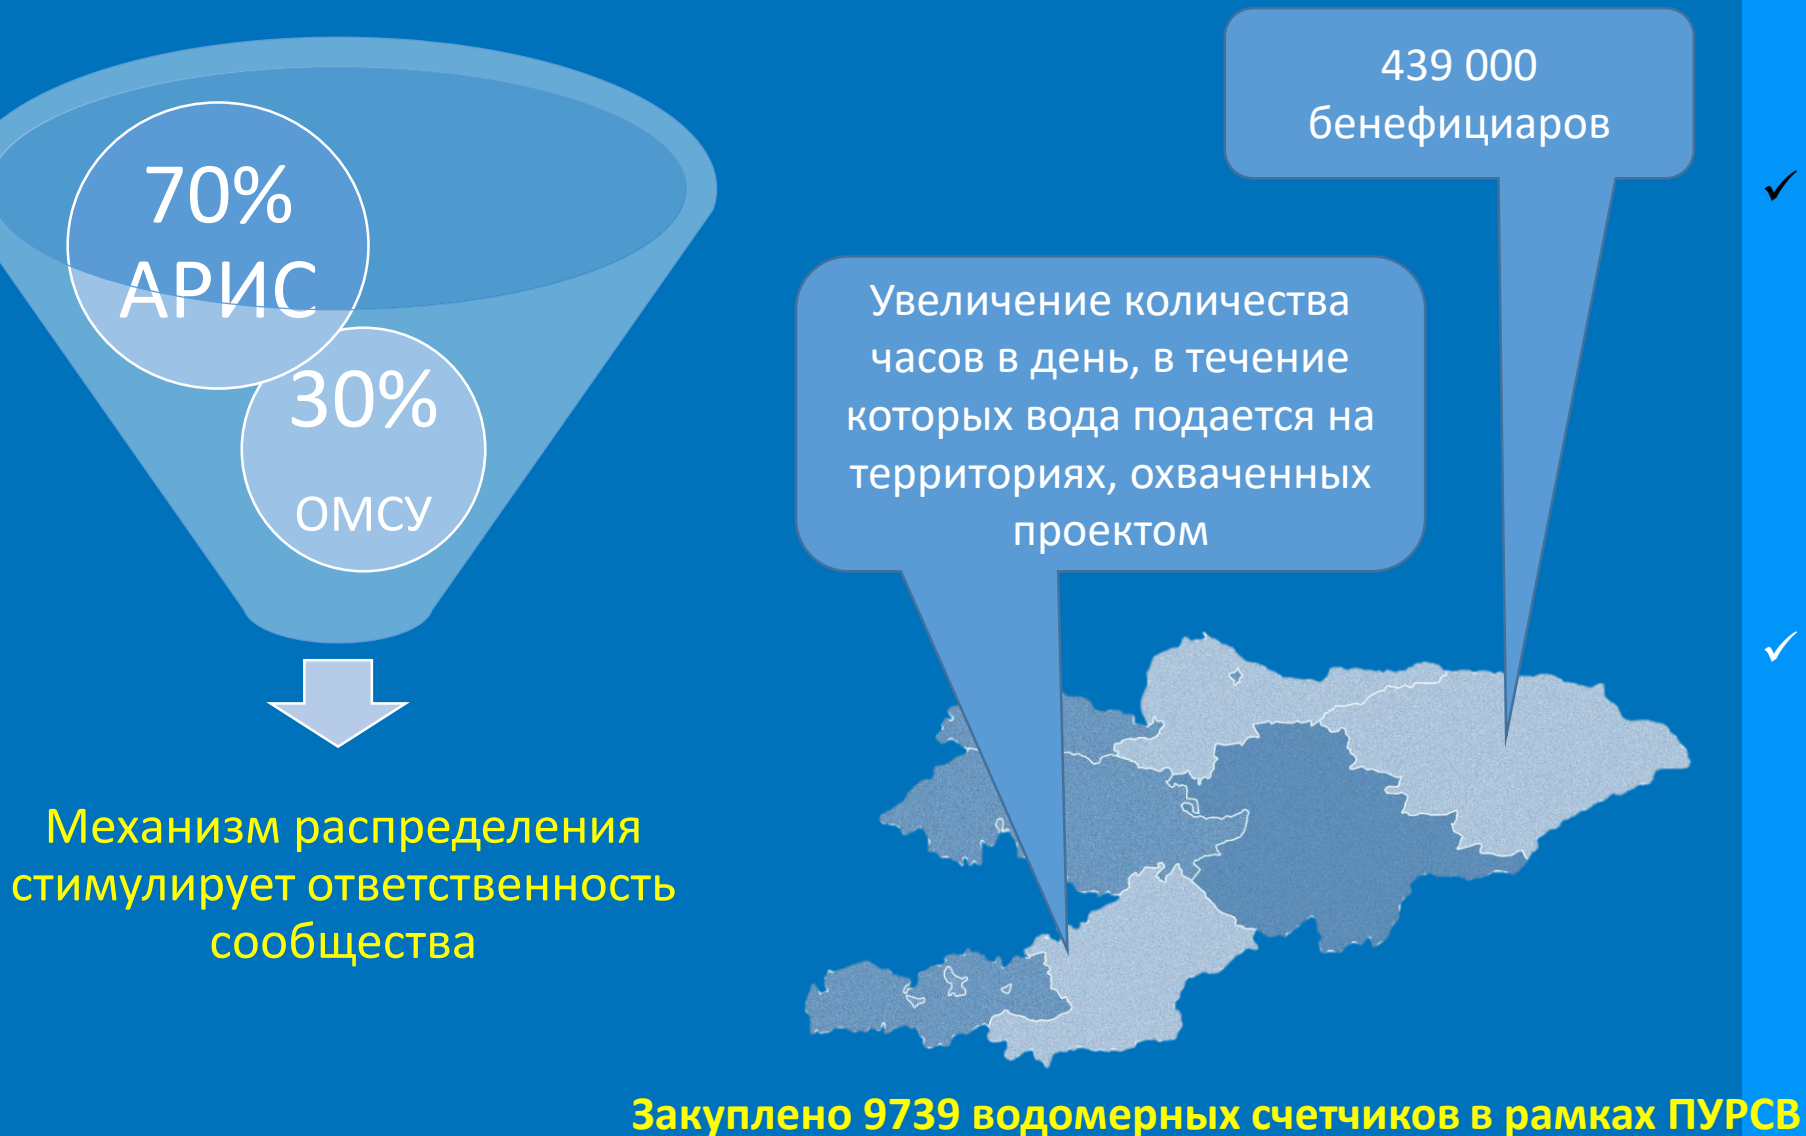 70%
АРИС
30%
ОМСУ
Механизм распределения
стимулирует ответственность
сообщества
439 000
бенефициаров
Увеличение количества
часов в день, в течение
которых вода подается на
территориях, охваченных
проектом
Закуплено 9739 водомерных счетчиков в рамках ПУРСВ